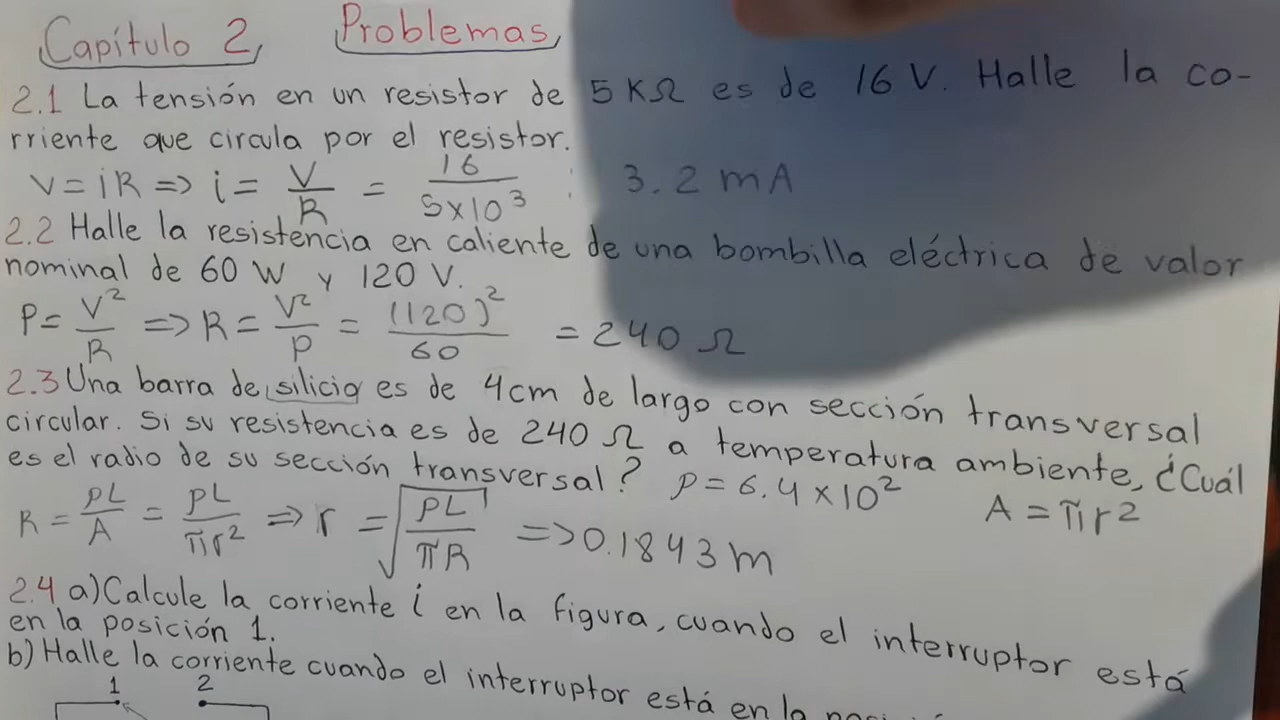 Capítulo 2 Problemas
2.1 La tensión en un resistor de 5 KΩ es de 16 V. Halle la co-
rriente que circula por el resistor.
V = iR => i = V/R = 16/5x10³ : 3.2 mA
2.2 Halle la resistencia en caliente de una bombilla eléctrica de valor
nominal de 60 W y 120 V.
P = V²/R => R = V²/P = (120)²/60 = 240 Ω
2.3 Una barra de silicio es de 4cm de largo con sección transversal
circular. Si su resistencia es de 240 Ω a temperatura ambiente, ¿Cuál
es el radio de su sección transversal? ρ = 6.4 x 10²
R = ρL/A = ρL/πr² => r = √(ρL/πR) => 0.1843 m A = πr²
2.4 a) Calcule la corriente i en la figura, cuando el interruptor está
en la posición 1.
b) Halle la corriente cuando el interruptor está en la
1 2